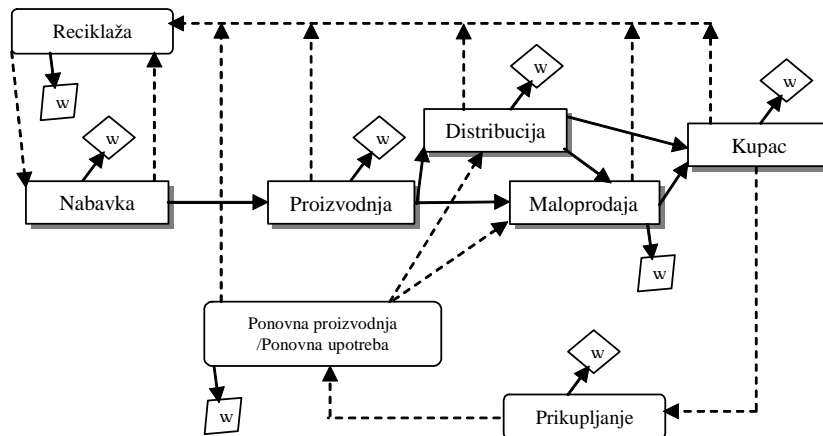 Reciklaža
w
w
w
Distribucija
w
Kupac
w
Nabavka
Proizvodnja
Maloprodaja
w
Ponovna proizvodnja
/Ponovna upotreba
w
w
Prikupljanje